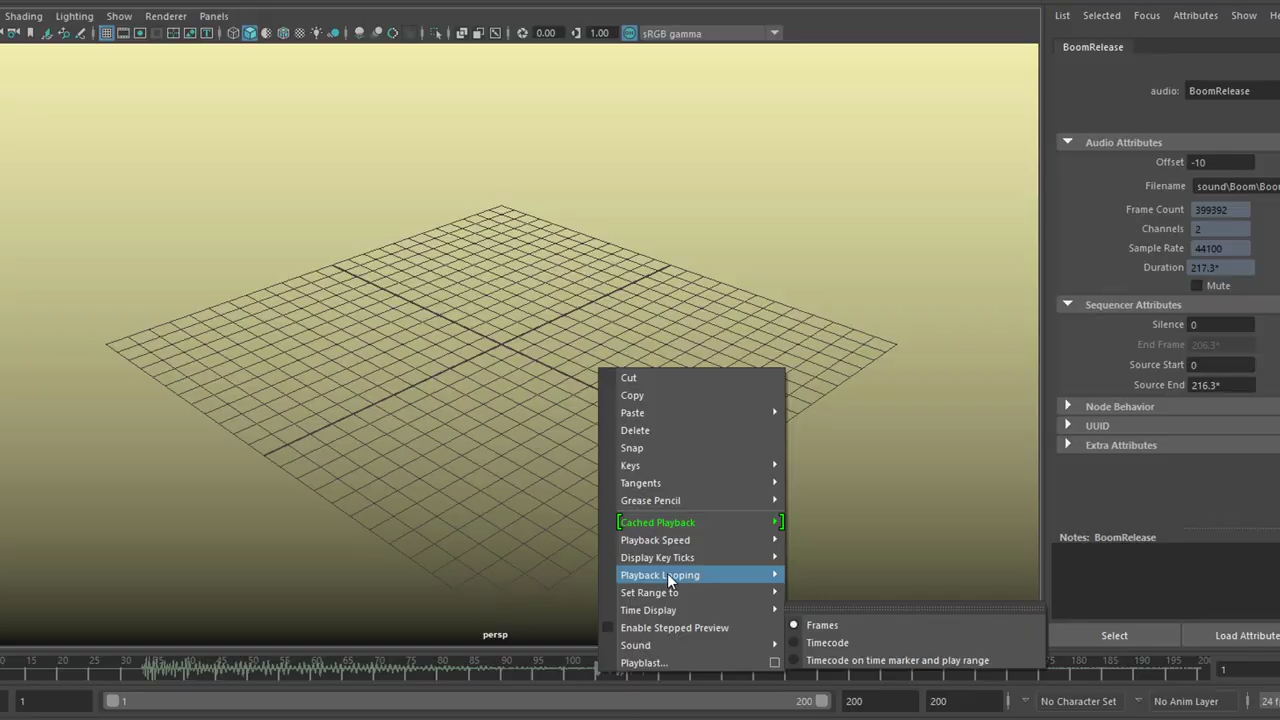 Shading Lighting Show Renderer Panels
List Selected Focus Attributes Show
0.00 1.00 sRGB gamma
BoomRelease
audio: BoomRelease
Audio Attributes
Offset -10
Filename sound\Boom\Boo
Frame Count 399392
Channels 2
Sample Rate 44100
Duration 217.3*
Mute
Sequencer Attributes
Silence 0
End Frame 206.3*
Source Start 0
Source End 216.3*
Node Behavior
UUID
Extra Attributes
Notes: BoomRelease
Select Load Attribute
Cut
Copy
Paste
Delete
Snap
Keys
Tangents
Grease Pencil
Cached Playback
Playback Speed
Display Key Ticks
Playback Looping
Set Range to
Time Display
Enable Stepped Preview
Sound
Playblast...
Frames
Timecode
Timecode on time marker and play range
persp
10 15 20 25 30 35 40 45 50 55 60 65 70 75 80 85 90 95 100 175 180 185 190 195 200 1
1 1 200 200 200 No Character Set No Anim Layer 24 f